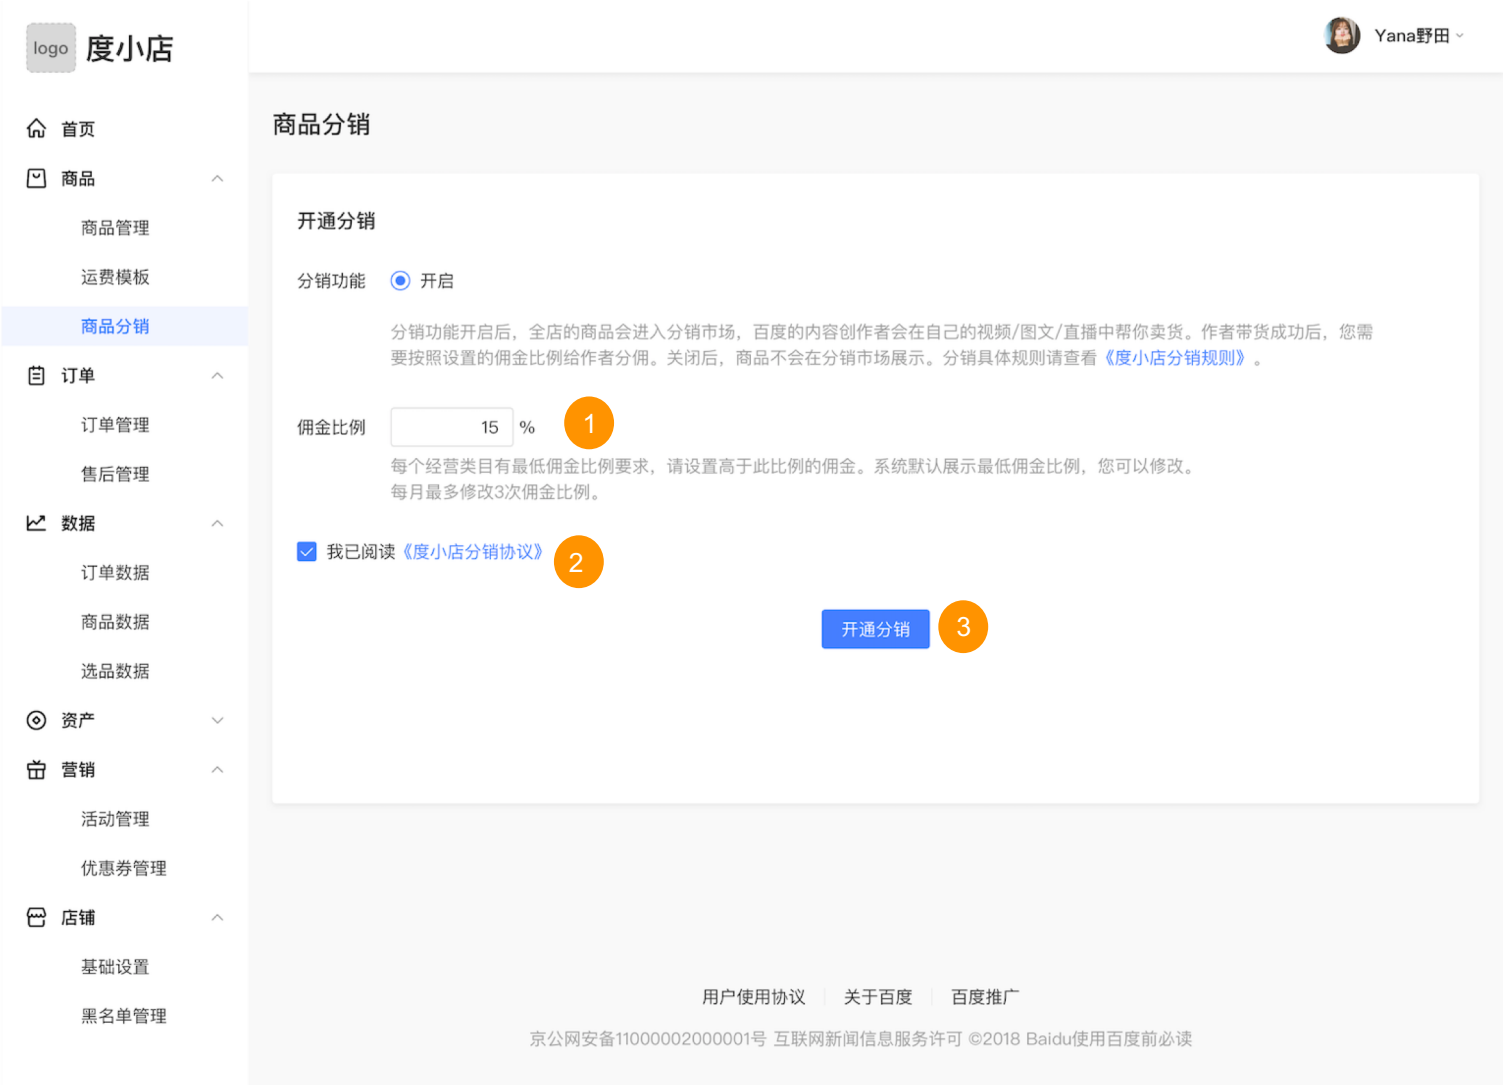 logo 度小店
Yana野田
首页
商品
商品管理
运费模板
商品分销
订单
订单管理
售后管理
数据
订单数据
商品数据
选品数据
资产
营销
活动管理
优惠券管理
店铺
基础设置
黑名单管理
商品分销
开通分销
分销功能 开启
分销功能开启后，全店的商品会进入分销市场，百度的内容创作者会在自己的视频/图文/直播中帮你卖货。作者带货成功后，您需
要按照设置的佣金比例给作者分佣。关闭后，商品不会在分销市场展示。分销具体规则请查看《度小店分销规则》。
佣金比例 15 % 1
每个经营类目有最低佣金比例要求，请设置高于此比例的佣金。系统默认展示最低佣金比例，您可以修改。
每月最多修改3次佣金比例。
我已阅读《度小店分销协议》 2
开通分销 3
用户使用协议 关于百度 百度推广
京公网安备11000002000001号 互联网新闻信息服务许可 ©2018 Baidu使用百度前必读